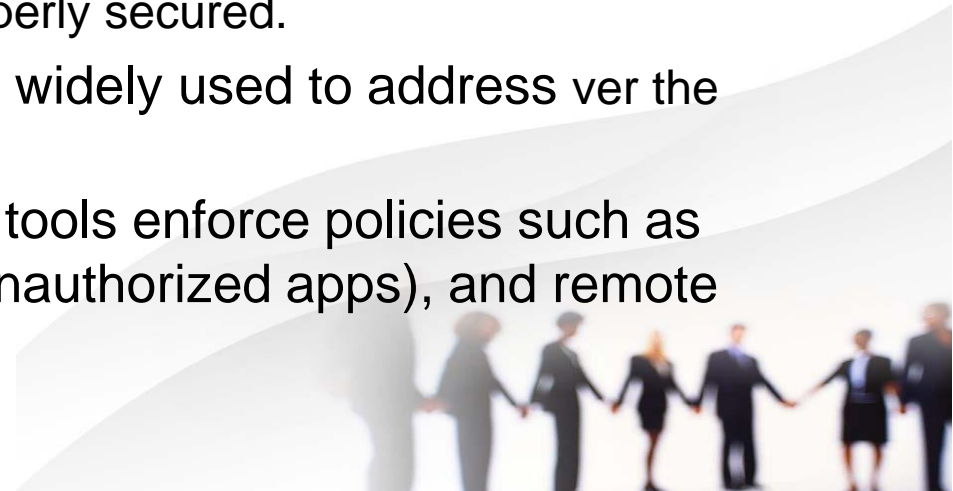 perly secured.
widely used to address ver the
tools enforce policies such as
nauthorized apps), and remote